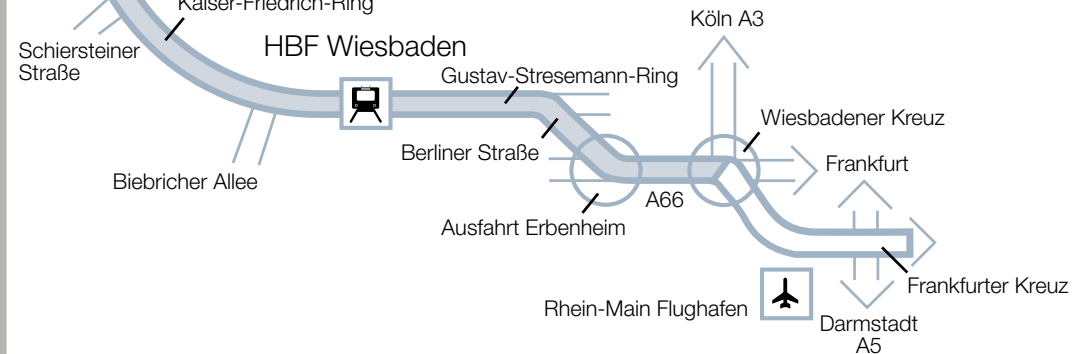 Kaiser-Friedrich-Ring
Köln A3
Schiersteiner
Straße
HBF Wiesbaden
Gustav-Stresemann-Ring
Wiesbadener Kreuz
Berliner Straße
Frankfurt
Biebricher Allee
A66
Ausfahrt Erbenheim
Frankfurter Kreuz
Rhein-Main Flughafen
Darmstadt
A5